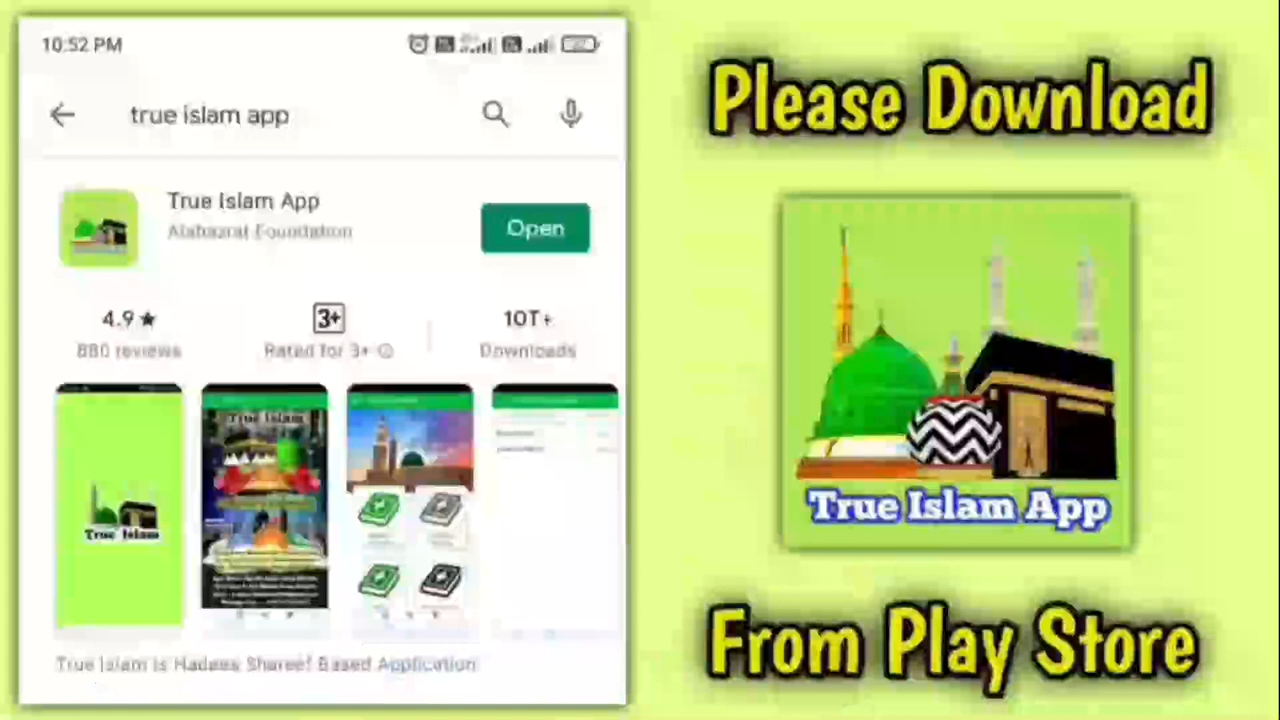 10:52 PM
true islam app
True Islam App
Alahazrat Foundation
Open
4.9 ★
880 reviews
3+
Rated for 3+
10T+
Downloads
True Islam
True Islam
True Islam is Hadees Shareef Based Application
Please Download
True Islam App
From Play Store